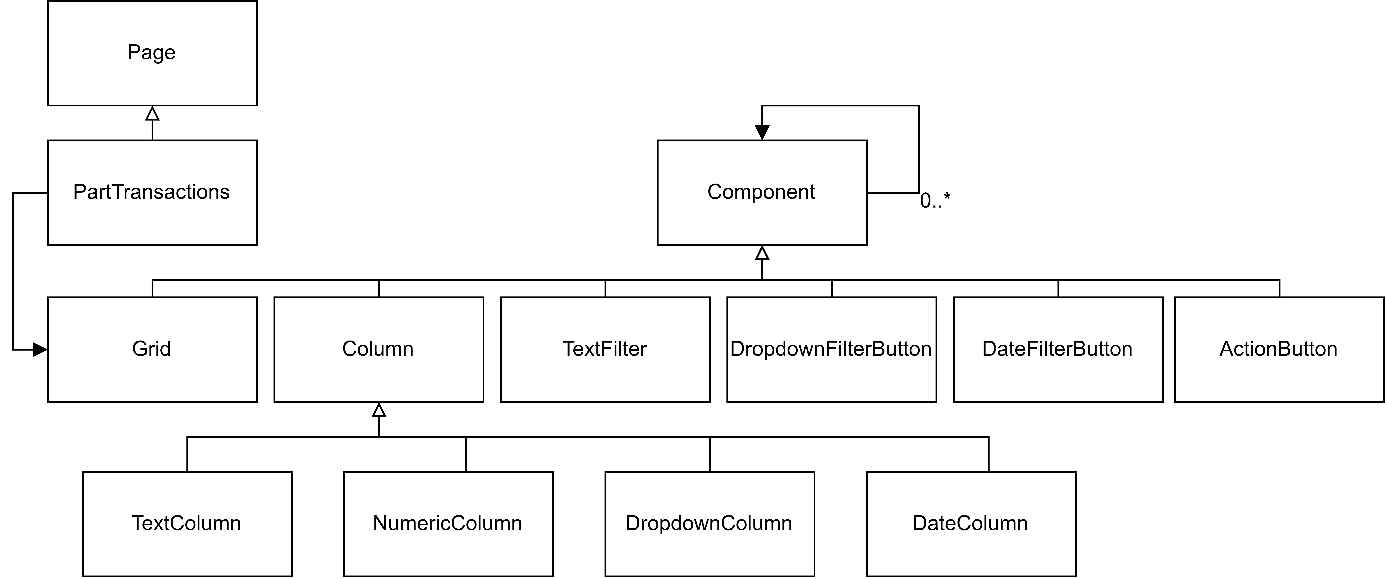 Page
PartTransactions
Component
0..*
Grid
Column
TextFilter
DropdownFilterButton
DateFilterButton
ActionButton
TextColumn
NumericColumn
DropdownColumn
DateColumn